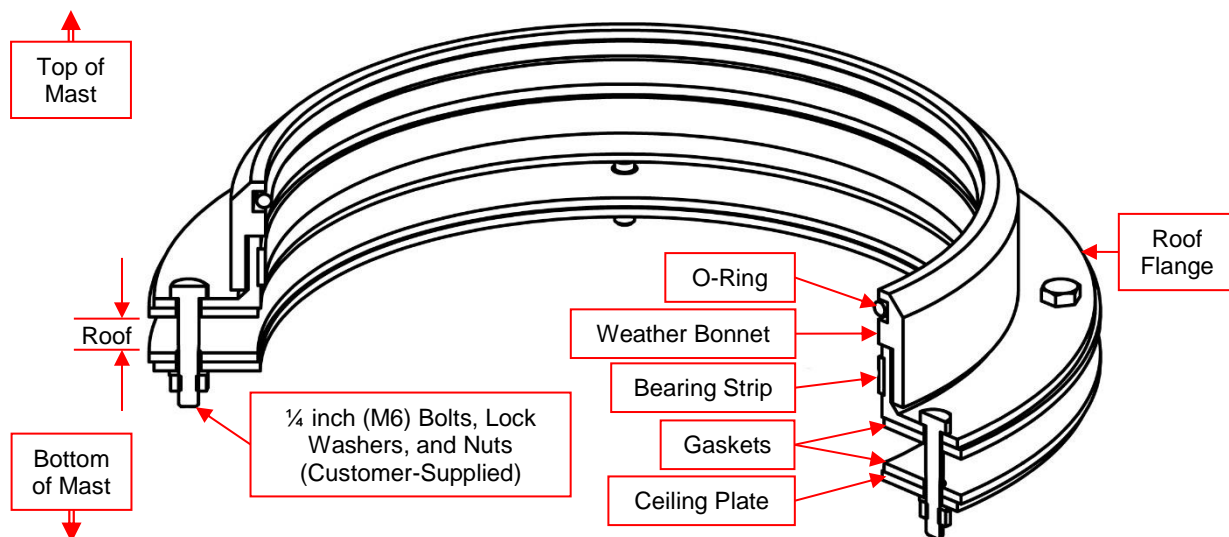 Top of
Mast
Roof
Flange
O-Ring
Weather Bonnet
Roof
Bearing Strip
¼ inch (M6) Bolts, Lock
Washers, and Nuts
(Customer-Supplied)
Gaskets
Bottom
of Mast
Ceiling Plate